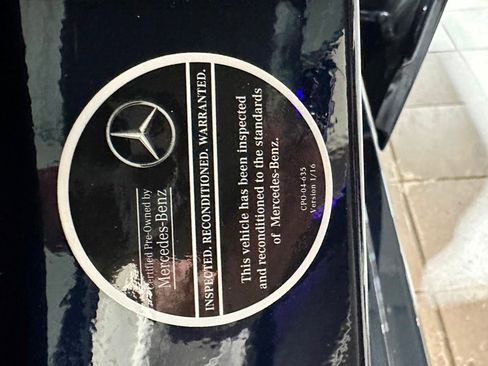 Certified Pre-Owned by
Mercedes-Benz
INSPECTED. RECONDITIONED. WARRANTED.
This vehicle has been inspected
and reconditioned to the standards
of Mercedes-Benz.
CPO-04-635
Version 1/16